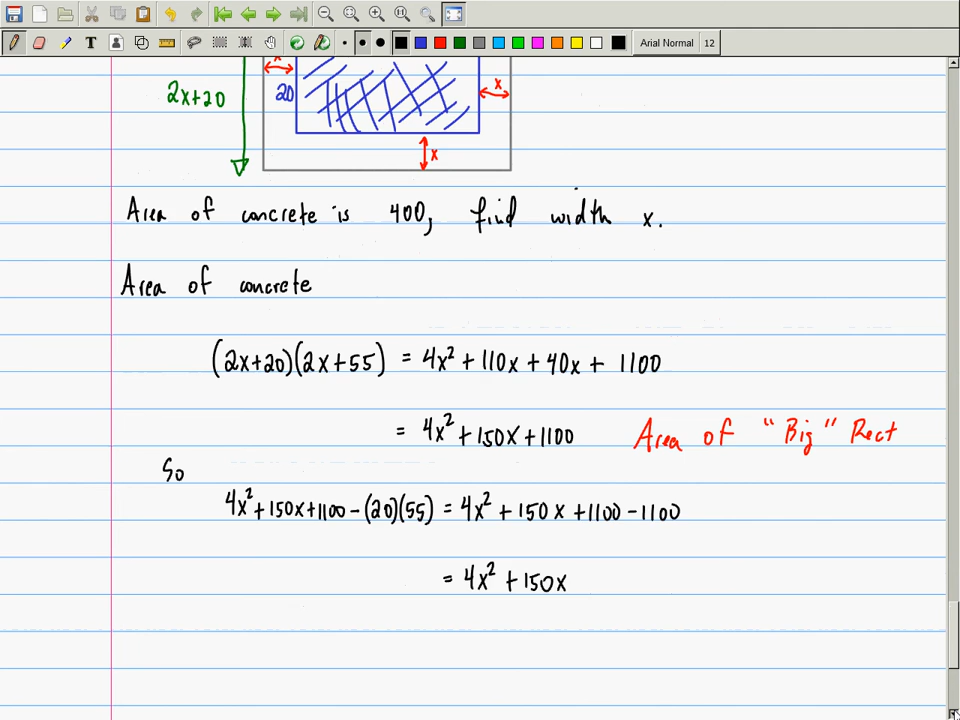 Arial Normal 12
x
2x+20
20
x
x
Area of concrete is 400, find width x.
Area of concrete
(2x+20)(2x+55) = 4x² + 110x + 40x + 1100
= 4x² + 150x + 1100 Area of "Big" Rect
So
4x² + 150x + 1100 - (20)(55) = 4x² + 150x + 1100 - 1100
= 4x² + 150x